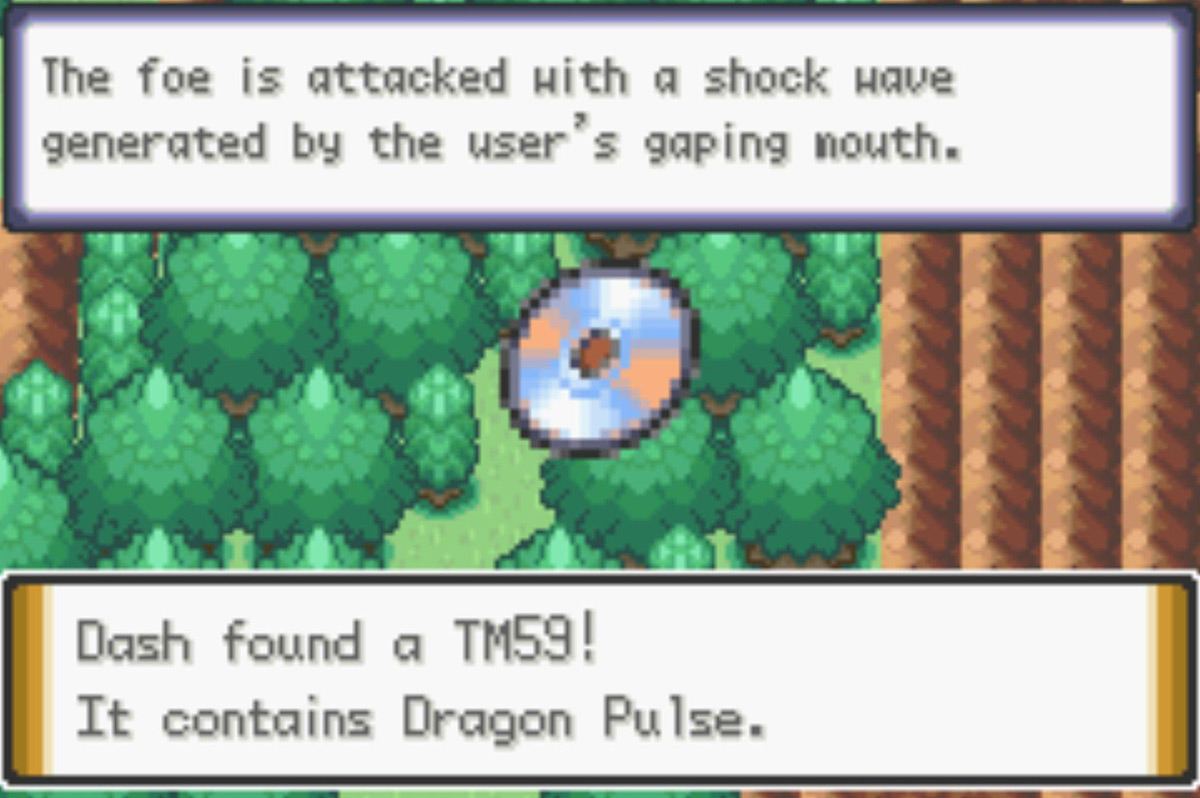 The foe is attacked with a shock wave
generated by the user's gaping mouth.
Dash found a TM59!
It contains Dragon Pulse.